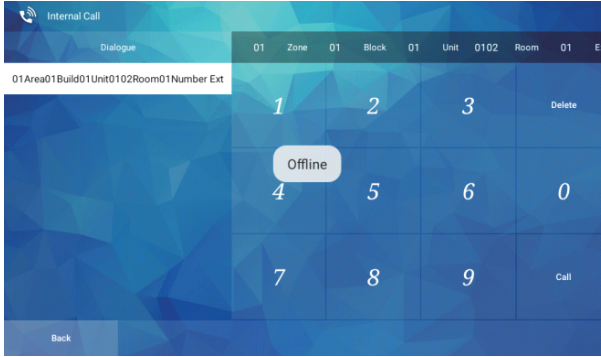 Internal Call
Dialogue
01 Zone 01 Block 01 Unit 0102 Room 01 E
01Area01Build01Unit0102Room01Number Ext
1 2 3 Delete
Offline
4 5 6 0
7 8 9 Call
Back